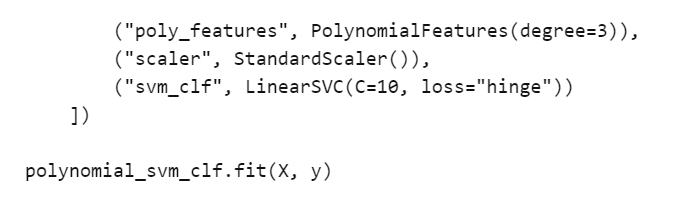 ("poly_features", PolynomialFeatures(degree=3)),
("scaler", StandardScaler()),
("svm_clf", LinearSVC(C=10, loss="hinge"))
])
polynomial_svm_clf.fit(X, y)